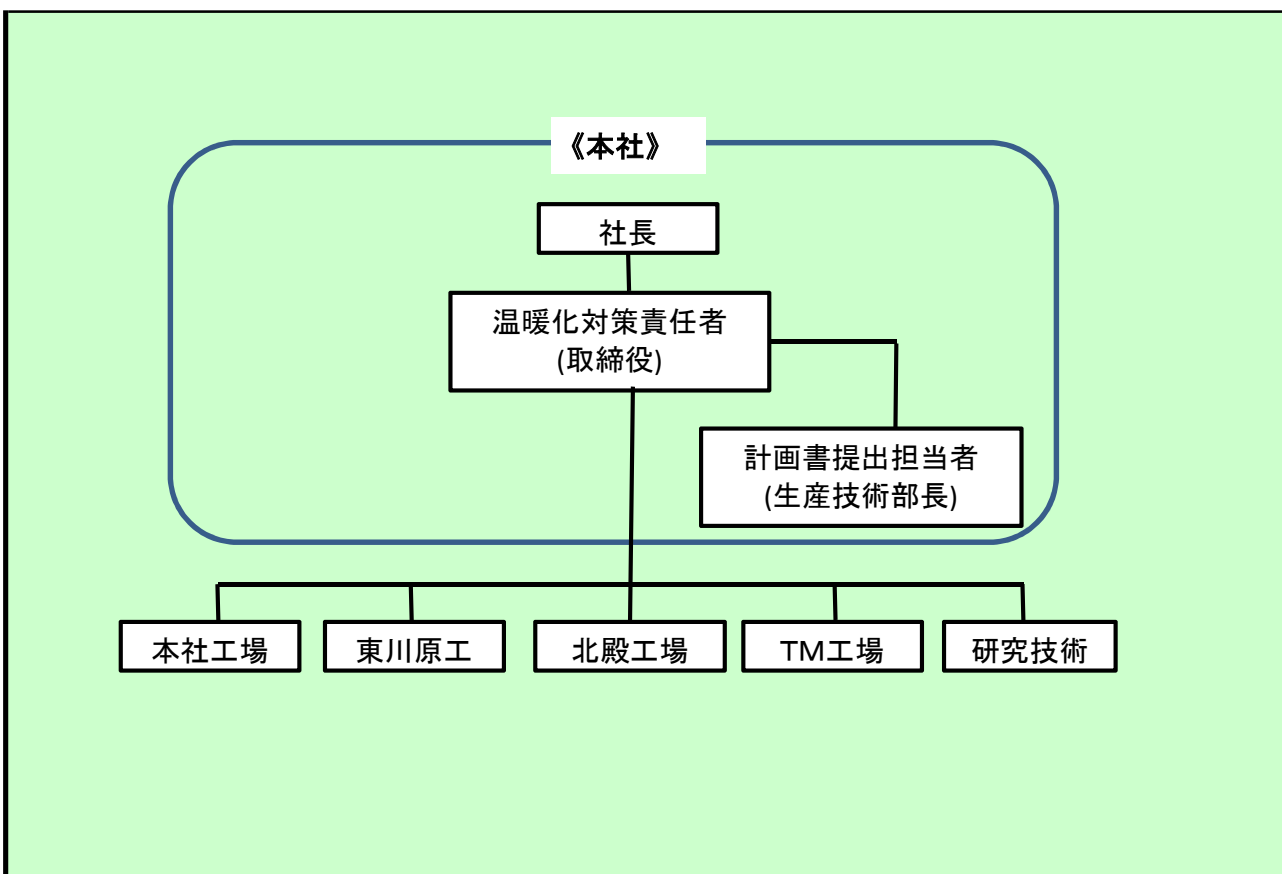 《本社》
社長
温暖化対策責任者
(取締役)
計画書提出担当者
(生産技術部長)
本社工場
東川原工
北殿工場
TM工場
研究技術